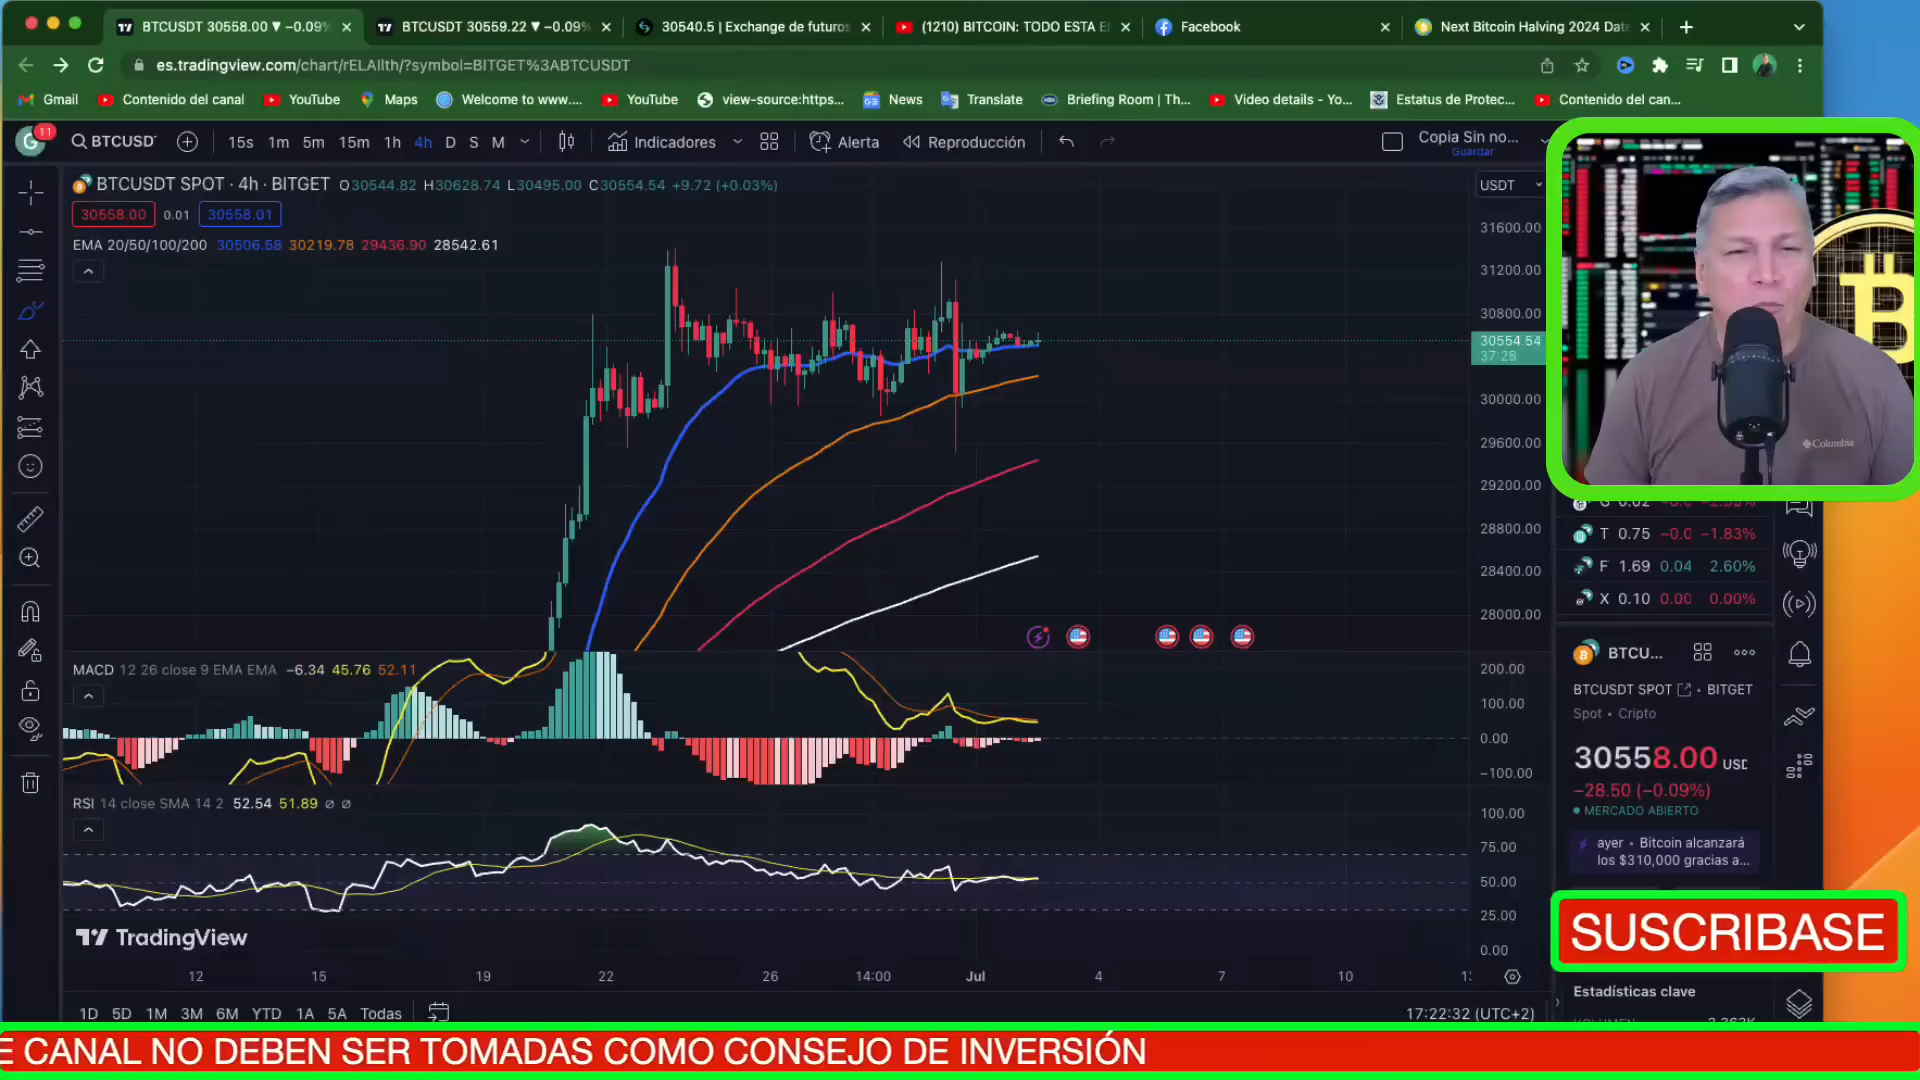 BTCUSDT 30558.00 ▼ −0.09%
BTCUSDT 30559.22 ▼ −0.09%
30540.5 | Exchange de futuros
(1210) BITCOIN: TODO ESTA E
Facebook
Next Bitcoin Halving 2024 Date
es.tradingview.com/chart/rELAIlth/?symbol=BITGET%3ABTCUSDT
Gmail
Contenido del canal
YouTube
Maps
Welcome to www....
YouTube
view-source:https...
News
Translate
Briefing Room | Th...
Video details - Yo...
Estatus de Protec...
Contenido del can...
G 11
BTCUSD
15s 1m 5m 15m 1h 4h D S M
Indicadores
Alerta
Reproducción
Copia Sin no...
Guardar
BTCUSDT SPOT · 4h · BITGET O30544.82 H30628.74 L30495.00 C30554.54 +9.72 (+0.03%)
30558.00 0.01 30558.01
EMA 20/50/100/200 30506.58 30219.78 29436.90 28542.61
USDT
31600.00
31200.00
30800.00
30554.54
37:28
30000.00
29600.00
29200.00
28800.00
28400.00
28000.00
MACD 12 26 close 9 EMA EMA −6.34 45.76 52.11
200.00
100.00
0.00
−100.00
RSI 14 close SMA 14 2 52.54 51.89 ⌀ ⌀
100.00
75.00
50.00
25.00
0.00
TradingView
12 15 19 22 26 14:00 Jul 4 7 10
1D 5D 1M 3M 6M YTD 1A 5A Todas
17:22:32 (UTC+2)
Columbia
T 0.75 −0.0 −1.83%
F 1.69 0.04 2.60%
X 0.10 0.00 0.00%
BTCU...
BTCUSDT SPOT • BITGET
Spot • Cripto
30558.00 USD
−28.50 (−0.09%)
MERCADO ABIERTO
ayer • Bitcoin alcanzará
los $310,000 gracias a...
SUSCRIBASE
Estadísticas clave
E CANAL NO DEBEN SER TOMADAS COMO CONSEJO DE INVERSIÓN